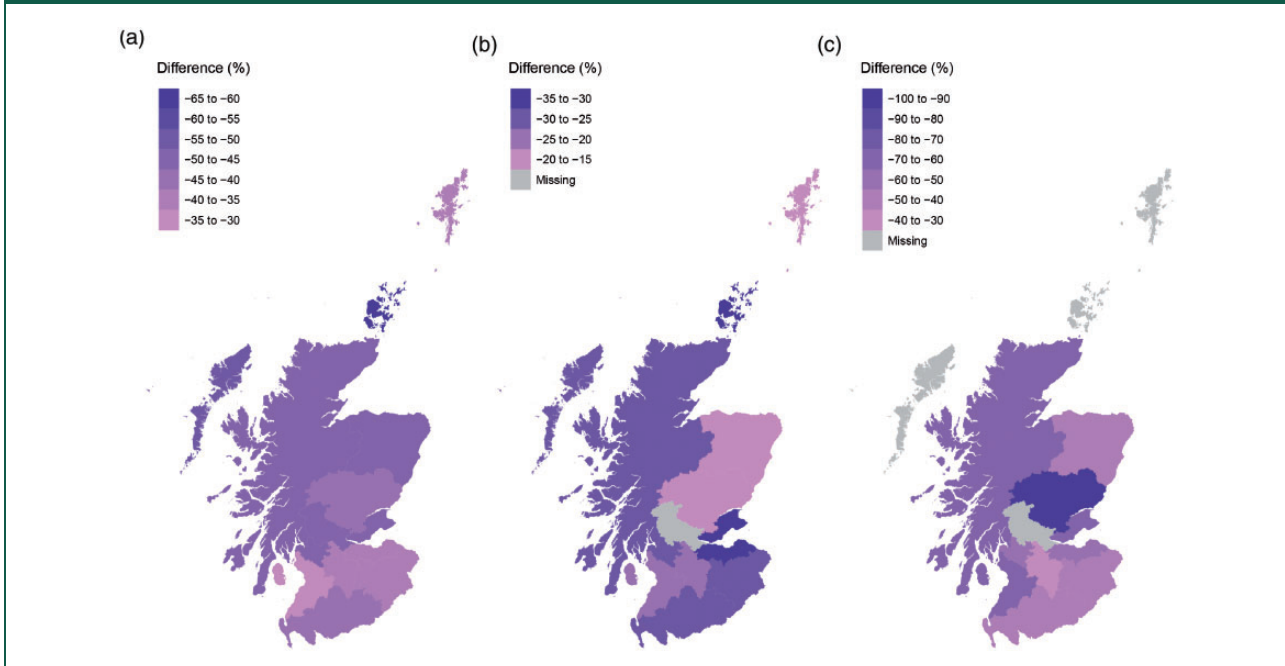 (a)
Difference (%)
−65 to −60
−60 to −55
−55 to −50
−50 to −45
−45 to −40
−40 to −35
−35 to −30
(b)
Difference (%)
−35 to −30
−30 to −25
−25 to −20
−20 to −15
Missing
(c)
Difference (%)
−100 to −90
−90 to −80
−80 to −70
−70 to −60
−60 to −50
−50 to −40
−40 to −30
Missing